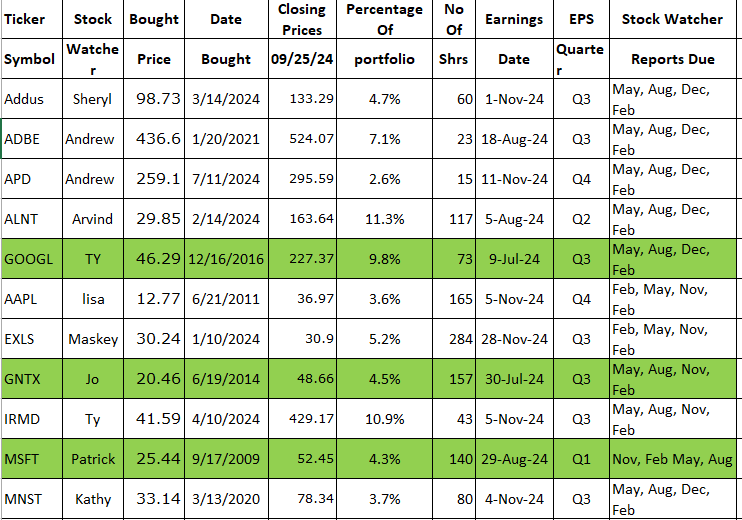 Ticker Stock Bought Date Closing Prices Percentage Of No Of Earnings EPS Stock Watcher
Symbol Watcher Price Bought 09/25/24 portfolio Shrs Date Quarter Reports Due
Addus Sheryl 98.73 3/14/2024 133.29 4.7% 60 1-Nov-24 Q3 May, Aug, Dec, Feb
ADBE Andrew 436.6 1/20/2021 524.07 7.1% 23 18-Aug-24 Q3 May, Aug, Dec, Feb
APD Andrew 259.1 7/11/2024 295.59 2.6% 15 11-Nov-24 Q4 May, Aug, Dec, Feb
ALNT Arvind 29.85 2/14/2024 163.64 11.3% 117 5-Aug-24 Q2 May, Aug, Dec, Feb
GOOGL TY 46.29 12/16/2016 227.37 9.8% 73 9-Jul-24 Q3 May, Aug, Dec, Feb
AAPL lisa 12.77 6/21/2011 36.97 3.6% 165 5-Nov-24 Q4 Feb, May, Nov, Feb
EXLS Maskey 30.24 1/10/2024 30.9 5.2% 284 28-Nov-24 Q3 Feb, May, Nov, Feb
GNTX Jo 20.46 6/19/2014 48.66 4.5% 157 30-Jul-24 Q3 May, Aug, Nov, Feb
IRMD Ty 41.59 4/10/2024 429.17 10.9% 43 5-Nov-24 Q3 May, Aug, Nov, Feb
MSFT Patrick 25.44 9/17/2009 52.45 4.3% 140 29-Aug-24 Q1 Nov, Feb May, Aug
MNST Kathy 33.14 3/13/2020 78.34 3.7% 80 4-Nov-24 Q3 May, Aug, Dec, Feb